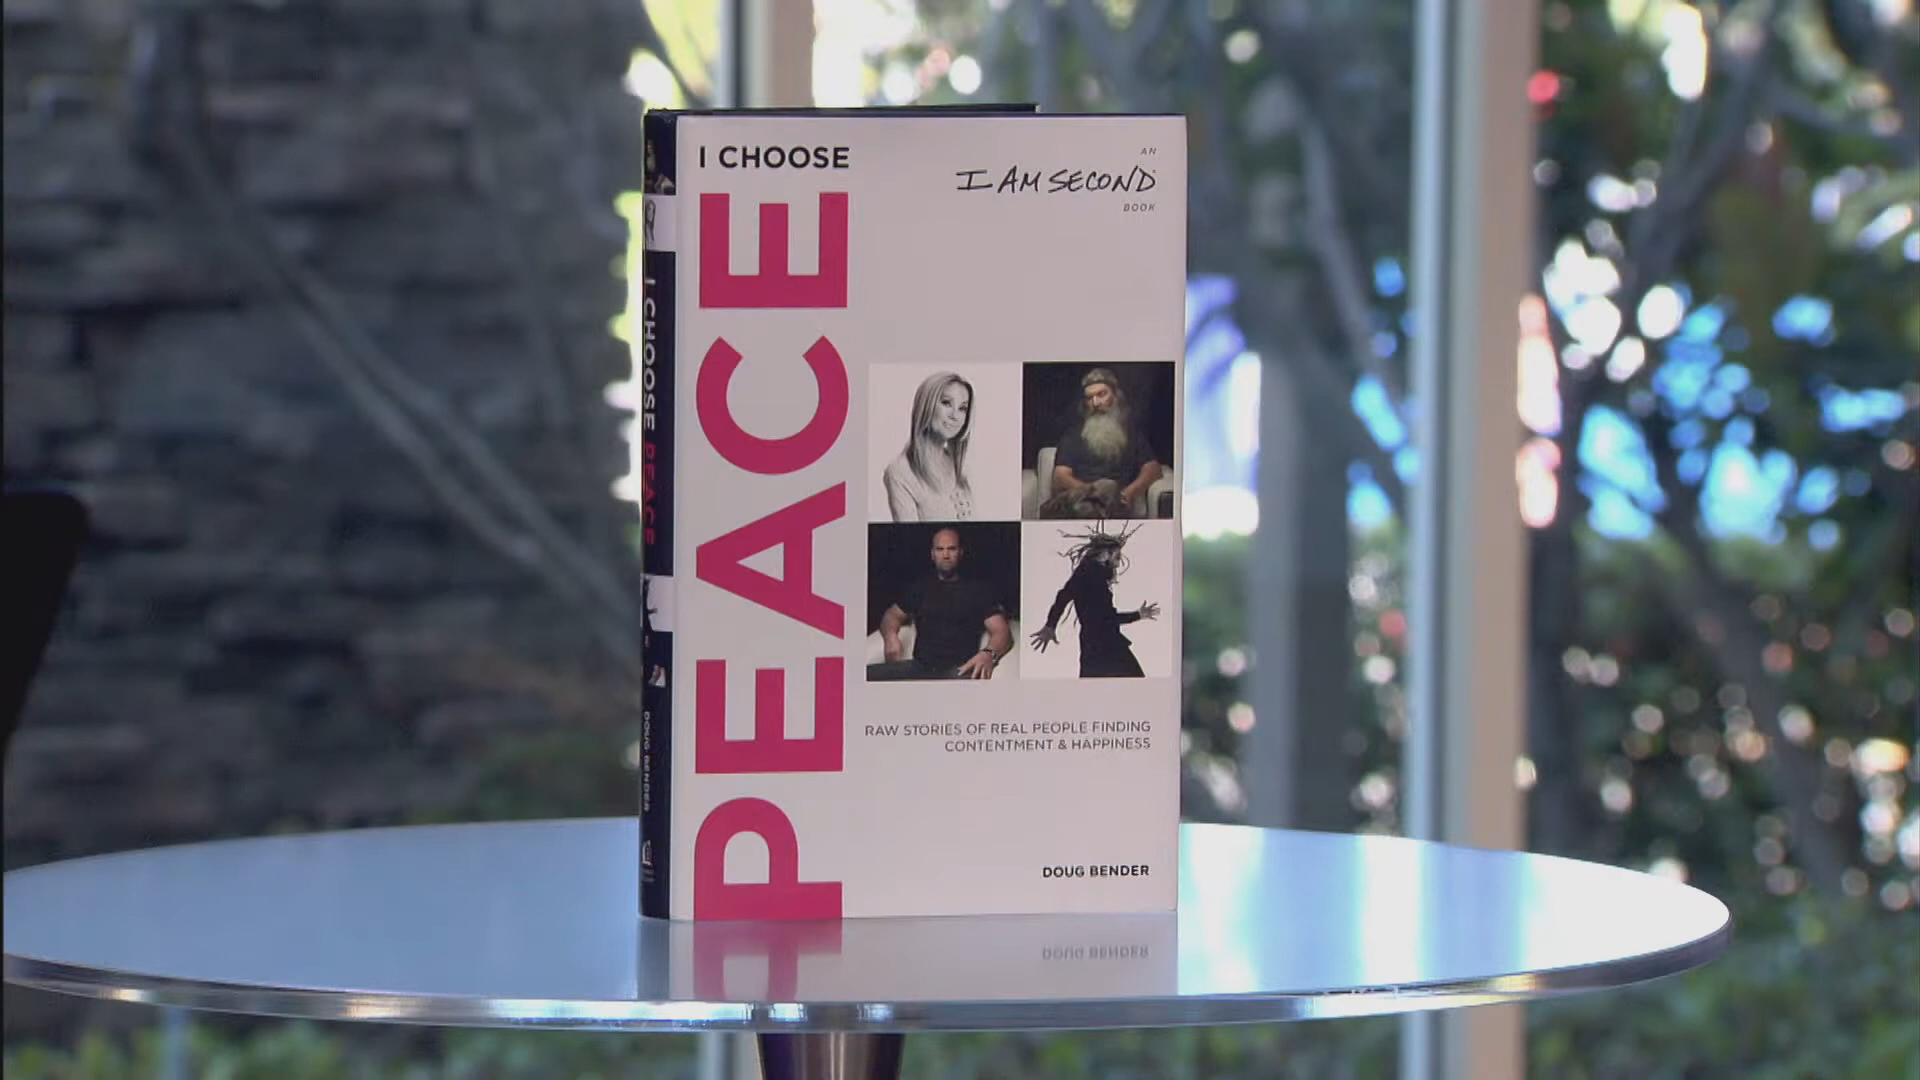 I CHOOSE
PEACE
AN
I AM SECOND
BOOK
RAW STORIES OF REAL PEOPLE FINDING
CONTENTMENT & HAPPINESS
DOUG BENDER
I CHOOSE PEACE
DOUG BENDER